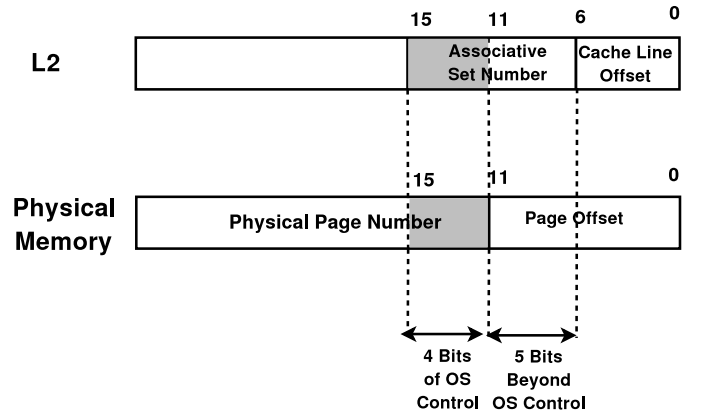 15 11 6 0
L2
Associative
Set Number
Cache Line
Offset
15 11 0
Physical
Memory
Physical Page Number
Page Offset
4 Bits
of OS
Control
5 Bits
Beyond
OS Control